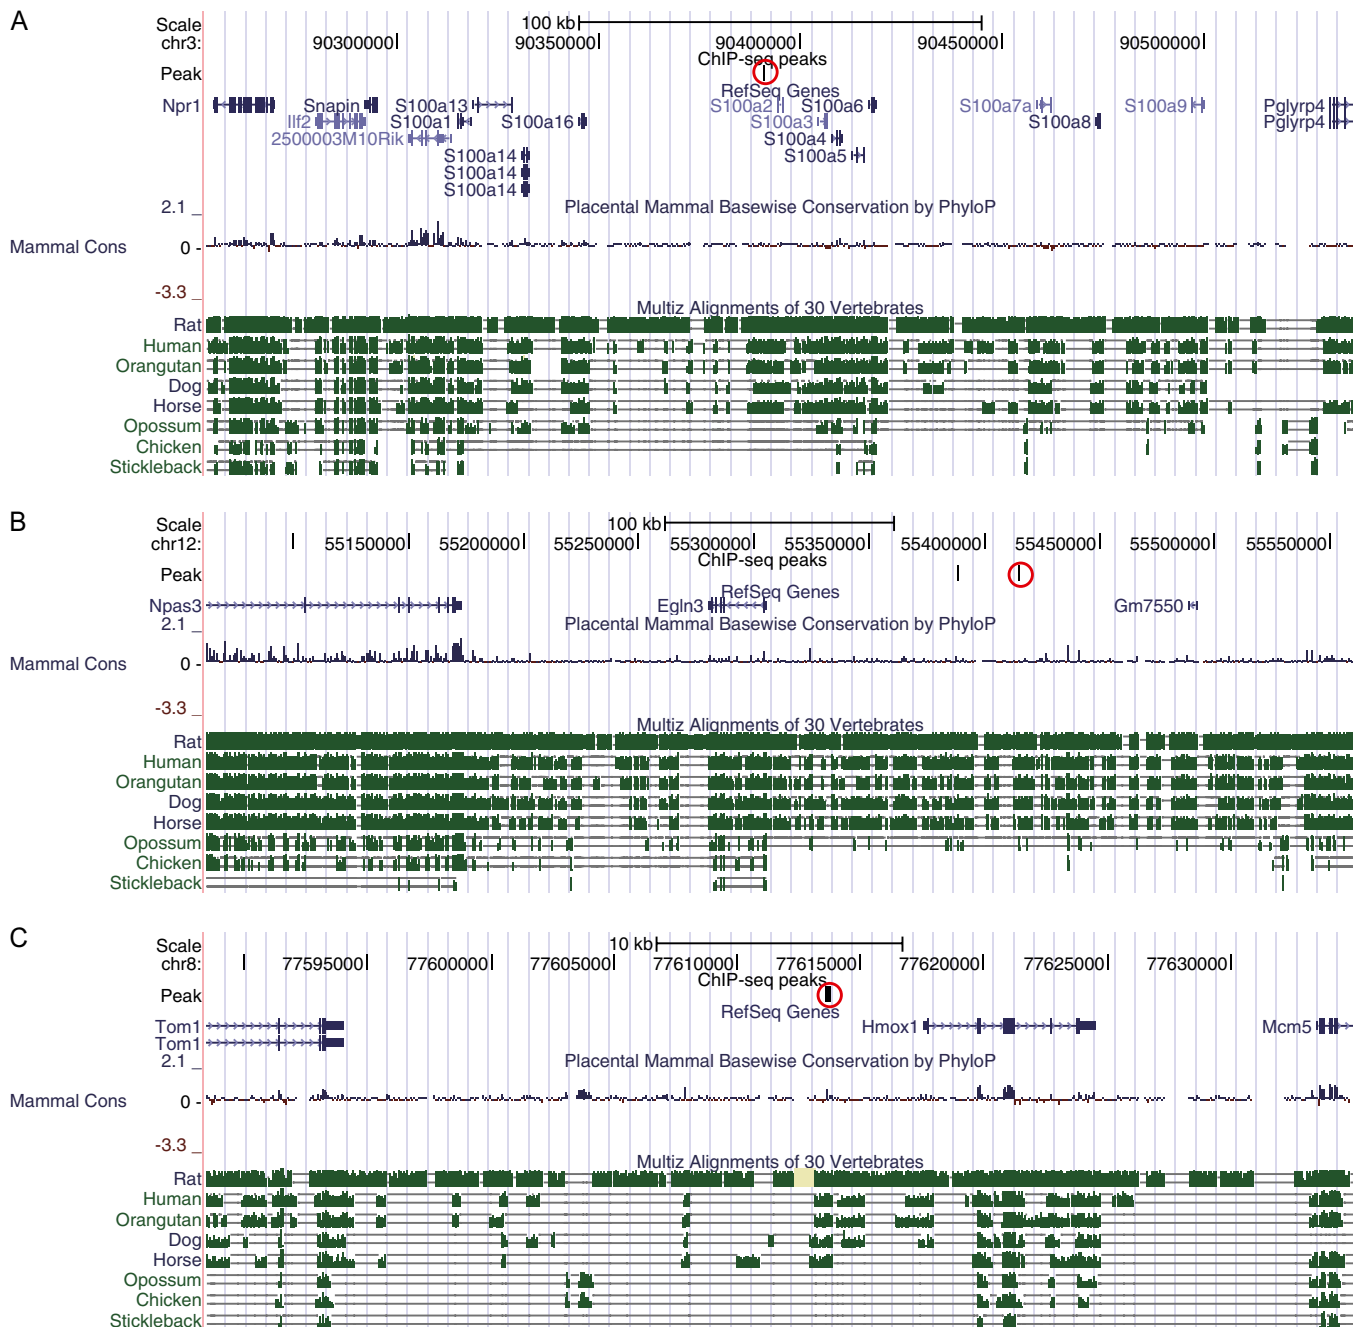 A
Scale 100 kb
chr3: 90300000 90350000 90400000 90450000 90500000
ChIP-seq peaks
Peak
RefSeq Genes
Npr1 Snapin S100a13 S100a2 S100a6 S100a7a S100a9 Pglyrp4
Ilf2 S100a1 S100a16 S100a3 S100a8 Pglyrp4
2500003M10Rik S100a4
S100a14 S100a5
S100a14
S100a14
2.1 _ Placental Mammal Basewise Conservation by PhyloP
Mammal Cons 0 -
-3.3 _
Multiz Alignments of 30 Vertebrates
Rat
Human
Orangutan
Dog
Horse
Opossum
Chicken
Stickleback
B
Scale 100 kb
chr12: 55150000 55200000 55250000 55300000 55350000 55400000 55450000 55500000 55550000
ChIP-seq peaks
Peak
RefSeq Genes
Npas3 Egln3 Gm7550
2.1 _ Placental Mammal Basewise Conservation by PhyloP
Mammal Cons 0 -
-3.3 _
Multiz Alignments of 30 Vertebrates
Rat
Human
Orangutan
Dog
Horse
Opossum
Chicken
Stickleback
C
Scale 10 kb
chr8: 77595000 77600000 77605000 77610000 77615000 77620000 77625000 77630000
ChIP-seq peaks
Peak
RefSeq Genes
Tom1 Hmox1 Mcm5
Tom1
2.1 _ Placental Mammal Basewise Conservation by PhyloP
Mammal Cons 0 -
-3.3 _
Multiz Alignments of 30 Vertebrates
Rat
Human
Orangutan
Dog
Horse
Opossum
Chicken
Stickleback